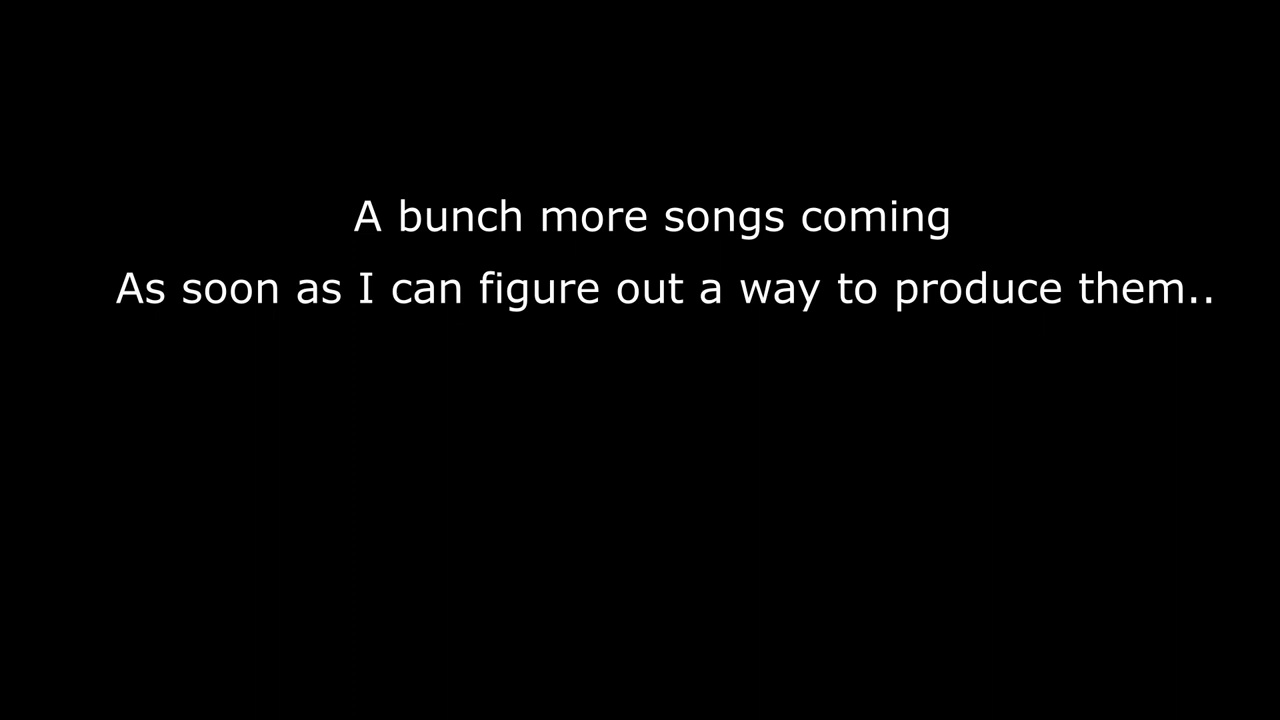 A bunch more songs coming
As soon as I can figure out a way to produce them..